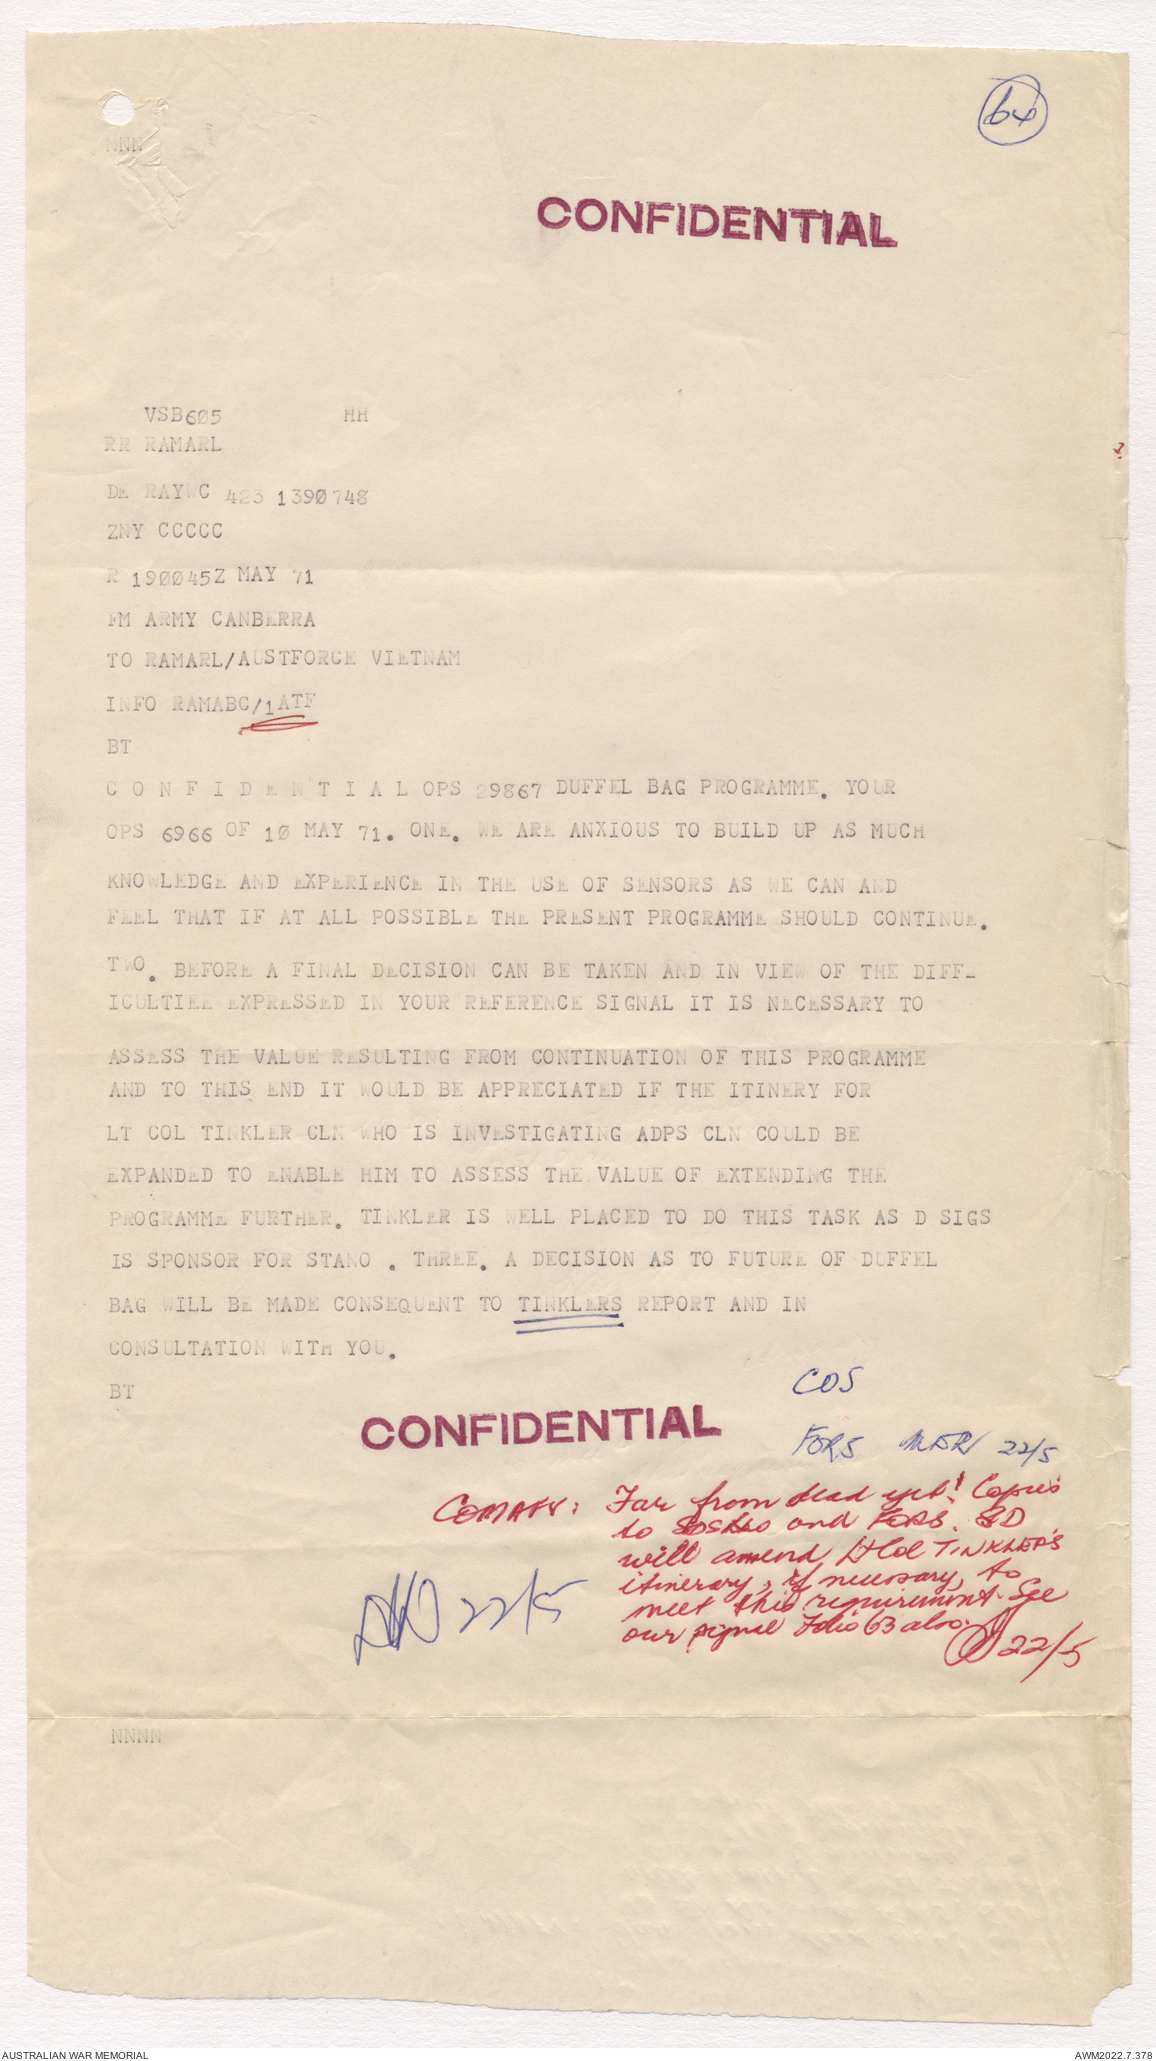 64
NNN
CONFIDENTIAL
VSB605 HH
RR RAMARL
DE RAYWC 423 1390748
ZNY CCCCC
R 190045Z MAY 71
FM ARMY CANBERRA
TO RAMARL/AUSTFORCE VIETNAM
INFO RAMABC/1ATF
BT
C O N F I D E N T I A L OPS 29867 DUFFEL BAG PROGRAMME. YOUR
OPS 6966 OF 10 MAY 71. ONE. WE ARE ANXIOUS TO BUILD UP AS MUCH
KNOWLEDGE AND EXPERIENCE IN THE USE OF SENSORS AS WE CAN AND
FEEL THAT IF AT ALL POSSIBLE THE PRESENT PROGRAMME SHOULD CONTINUE.
TWO. BEFORE A FINAL DECISION CAN BE TAKEN AND IN VIEW OF THE DIFF-
ICULTIEE EXPRESSED IN YOUR REFERENCE SIGNAL IT IS NECESSARY TO
ASSESS THE VALUE RESULTING FROM CONTINUATION OF THIS PROGRAMME
AND TO THIS END IT WOULD BE APPRECIATED IF THE ITINERY FOR
LT COL TINKLER CLN WHO IS INVESTIGATING ADPS CLN COULD BE
EXPANDED TO ENABLE HIM TO ASSESS THE VALUE OF EXTENDING THE
PROGRAMME FURTHER. TINKLER IS WELL PLACED TO DO THIS TASK AS D SIGS
IS SPONSOR FOR STANO . THREE. A DECISION AS TO FUTURE OF DUFFEL
BAG WILL BE MADE CONSEQUENT TO TINKLERS REPORT AND IN
CONSULTATION WITH YOU.
BT
COS
CONFIDENTIAL
22/5
COMAFV: Far from dead yet! Copies
to and FORS. SD
will amend Lt Col TINKLER'S
itinerary, if necessary, to
meet this requirement. See
our signal Folio 63 also.
22/5
22/5
NNNN
AUSTRALIAN WAR MEMORIAL AWM2022.7.378